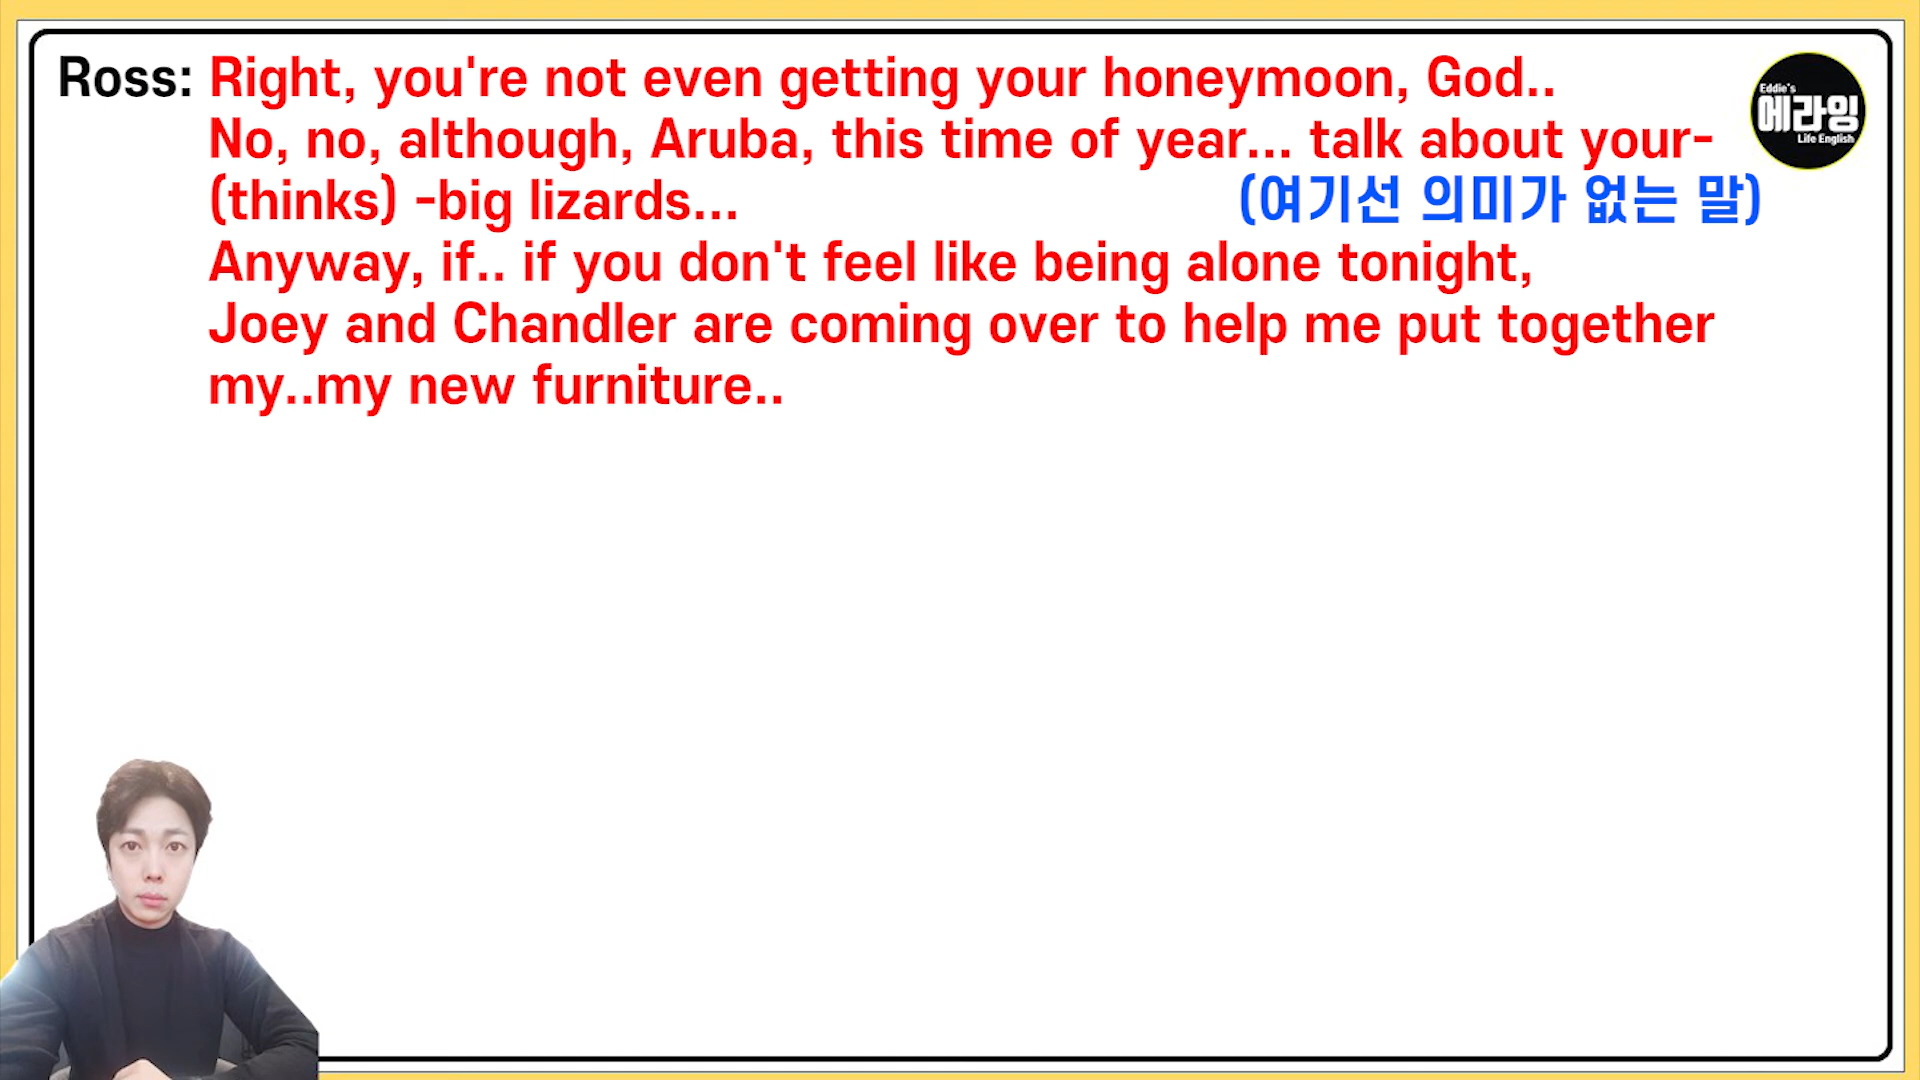 Ross: Right, you're not even getting your honeymoon, God..
Eddie's
에라잉
Life English
No, no, although, Aruba, this time of year... talk about your-
(thinks) -big lizards...
(여기선 의미가 없는 말)
Anyway, if.. if you don't feel like being alone tonight,
Joey and Chandler are coming over to help me put together
my..my new furniture..